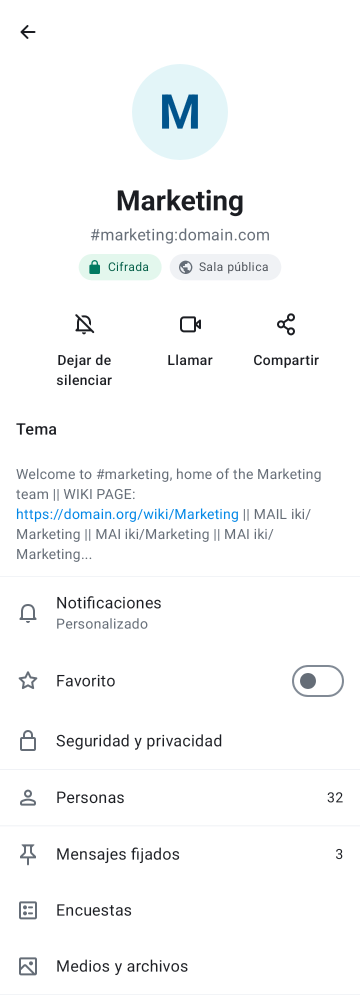 M
Marketing
#marketing:domain.com
Cifrada
Sala pública
Dejar de
silenciar
Llamar
Compartir
Tema
Welcome to #marketing, home of the Marketing
team || WIKI PAGE:
https://domain.org/wiki/Marketing || MAIL iki/
Marketing || MAI iki/Marketing || MAI iki/
Marketing...
Notificaciones
Personalizado
Favorito
Seguridad y privacidad
Personas 32
Mensajes fijados 3
Encuestas
Medios y archivos